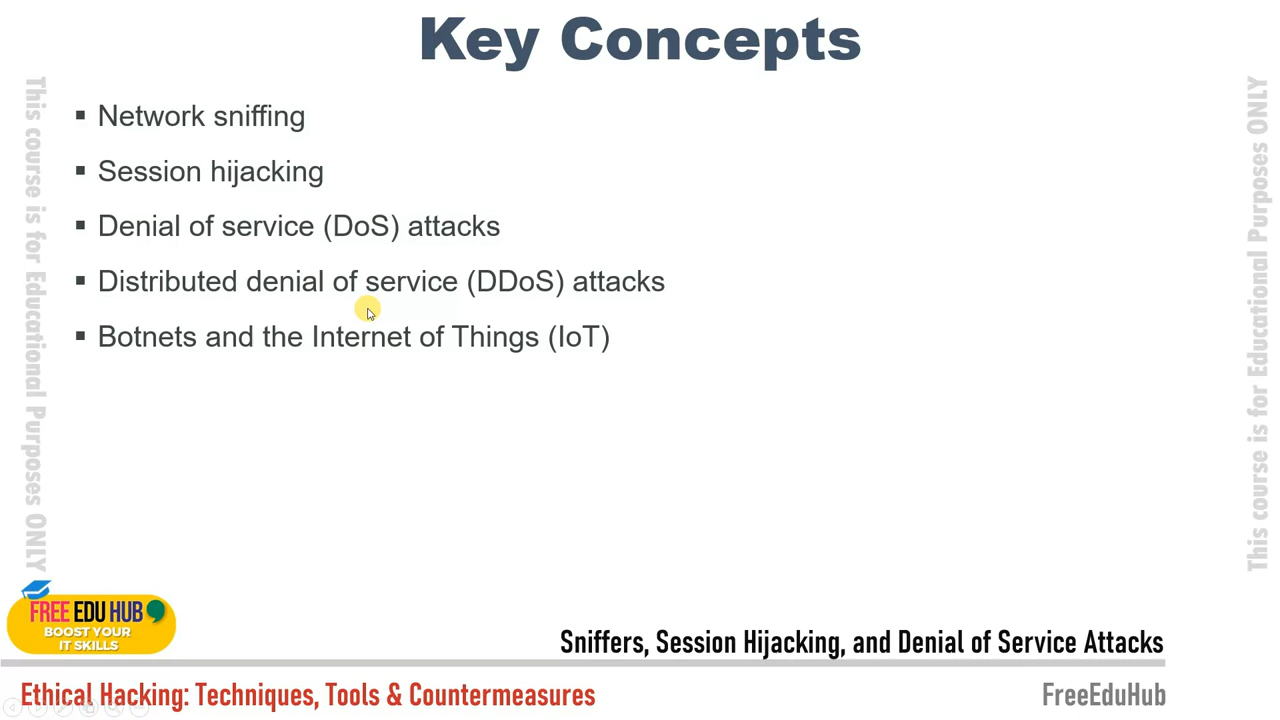 Key Concepts
This course is for Educational Purposes ONLY
This course is for Educational Purposes ONLY
▪ Network sniffing
▪ Session hijacking
▪ Denial of service (DoS) attacks
▪ Distributed denial of service (DDoS) attacks
▪ Botnets and the Internet of Things (IoT)
FREE EDU HUB
BOOST YOUR
IT SKILLS
Sniffers, Session Hijacking, and Denial of Service Attacks
Ethical Hacking: Techniques, Tools & Countermeasures
FreeEduHub